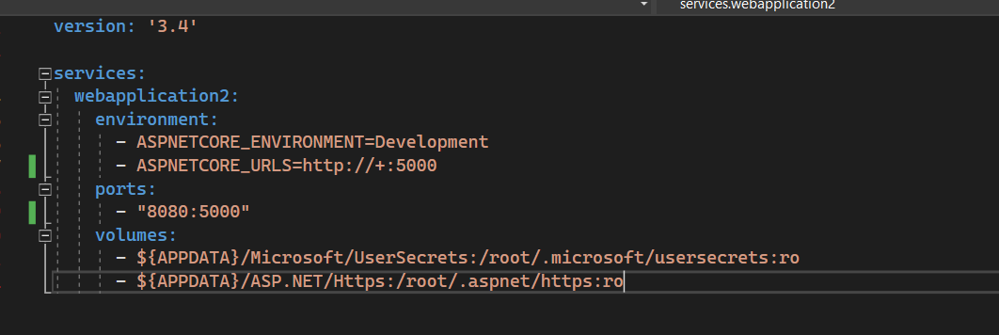 services.webapplication2
version: '3.4'
services:
webapplication2:
environment:
- ASPNETCORE_ENVIRONMENT=Development
- ASPNETCORE_URLS=http://+:5000
ports:
- "8080:5000"
volumes:
- ${APPDATA}/Microsoft/UserSecrets:/root/.microsoft/usersecrets:ro
- ${APPDATA}/ASP.NET/Https:/root/.aspnet/https:ro